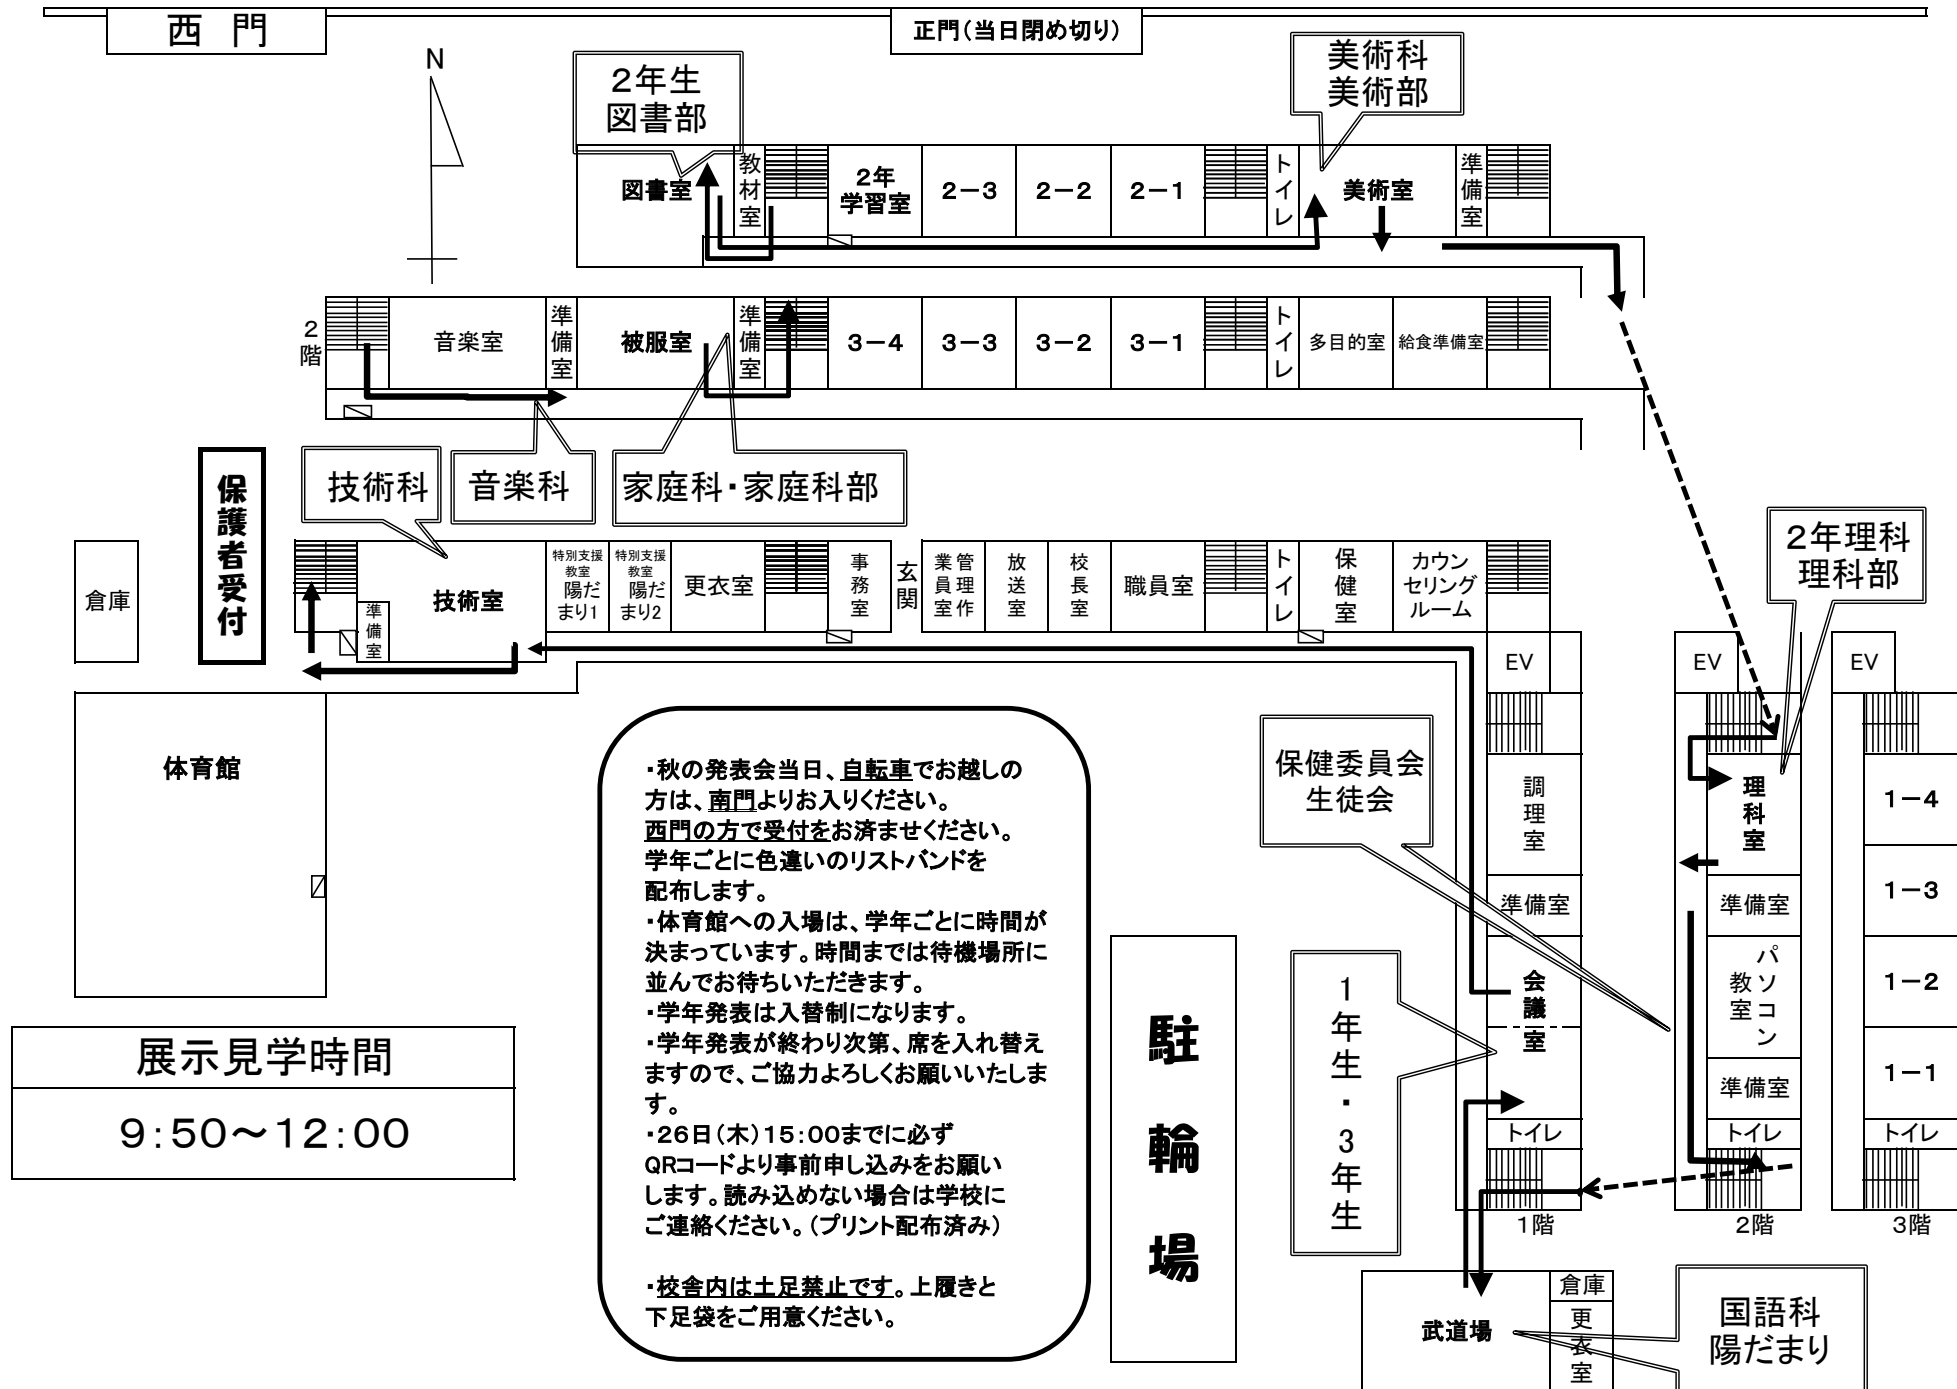 西 門
正門（当日閉め切り）
N
2年生
図書部
美術科
美術部
図書室
教材室
2年
学習室
2－3
2－2
2－1
トイレ
美術室
準備室
2階
音楽室
準備室
被服室
準備室
3－4
3－3
3－2
3－1
トイレ
多目的室
給食準備室
技術科
音楽科
家庭科・家庭科部
保護者受付
倉庫
準備室
技術室
特別支援
教室
陽だ
まり1
特別支援
教室
陽だ
まり2
更衣室
事務室
玄関
管理作
業員室
放送室
校長室
職員室
トイレ
保健室
カウン
セリング
ルーム
2年理科
理科部
EV
EV
EV
体育館
・秋の発表会当日、自転車でお越しの
方は、南門よりお入りください。
西門の方で受付をお済ませください。
学年ごとに色違いのリストバンドを
配布します。
・体育館への入場は、学年ごとに時間が
決まっています。時間までは待機場所に
並んでお待ちいただきます。
・学年発表は入替制になります。
・学年発表が終わり次第、席を入れ替え
ますので、ご協力よろしくお願いいたしま
す。
・26日（木）15：00までに必ず
QRコードより事前申し込みをお願い
します。読み込めない場合は学校に
ご連絡ください。（プリント配布済み）
・校舎内は土足禁止です。上履きと
下足袋をご用意ください。
保健委員会
生徒会
調理室
準備室
会議室
トイレ
1階
理科室
準備室
パソコン
教室
準備室
トイレ
2階
1－4
1－3
1－2
1－1
トイレ
3階
1年生・3年生
駐輪場
展示見学時間
9：50～12：00
武道場
倉庫
更衣室
国語科
陽だまり